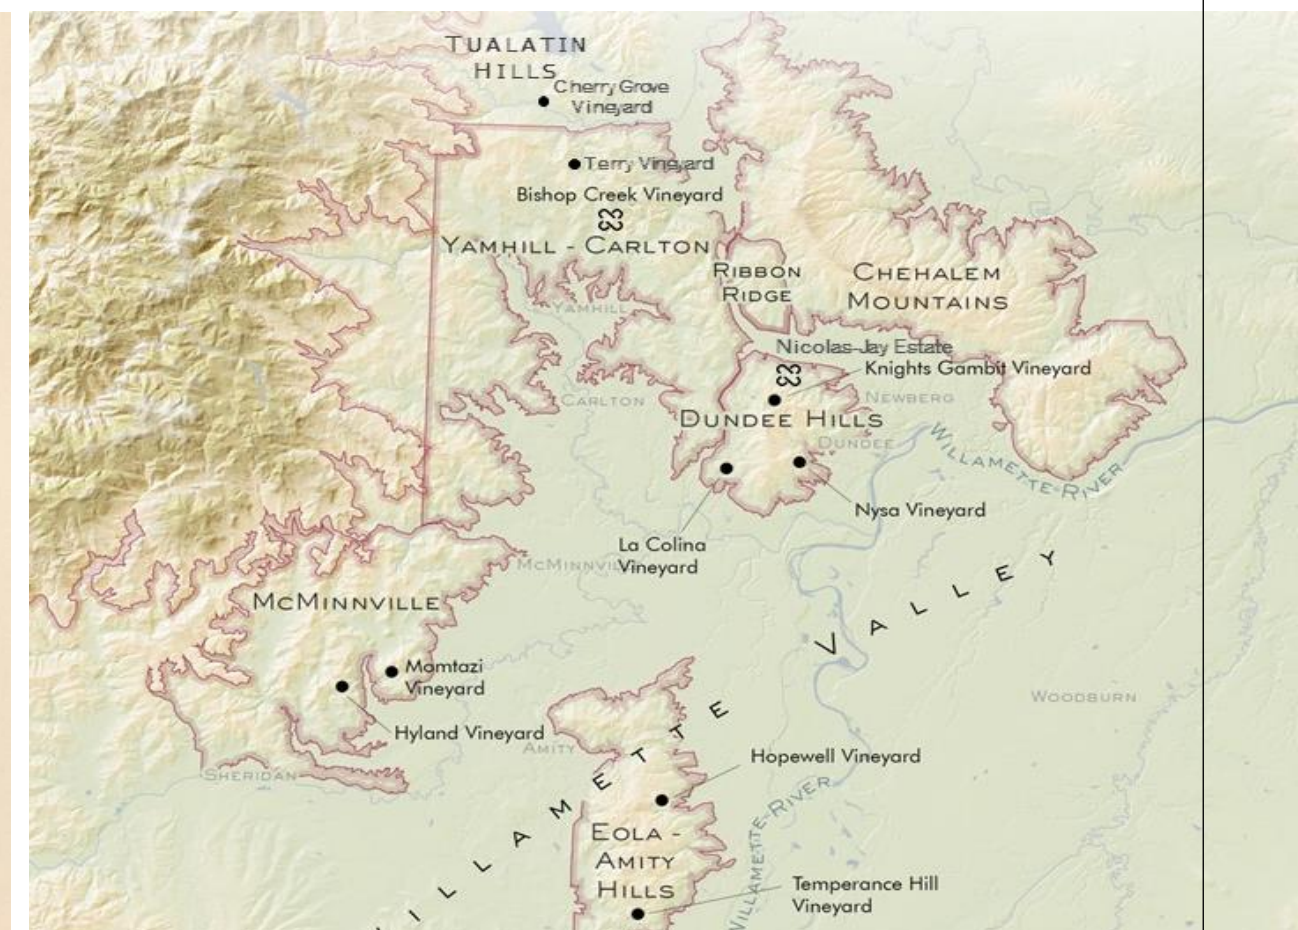 TUALATIN
HILLS
Cherry Grove
Vineyard
Terry Vineyard
Bishop Creek Vineyard
YAMHILL - CARLTON
RIBBON
RIDGE
CHEHALEM
MOUNTAINS
YAMHILL
Nicolas-Jay Estate
Knights Gambit Vineyard
CARLTON
NEWBERG
DUNDEE HILLS
DUNDEE
WILLAMETTE RIVER
Nysa Vineyard
La Colina
Vineyard
MCMINNVILLE
MCMINNVILLE
Momtazi
Vineyard
Hyland Vineyard
WOODBURN
AMITY
SHERIDAN
Hopewell Vineyard
ILLAMETTE VALLEY
WILLAMETTE RIVER
EOLA -
AMITY
HILLS
Temperance Hill
Vineyard